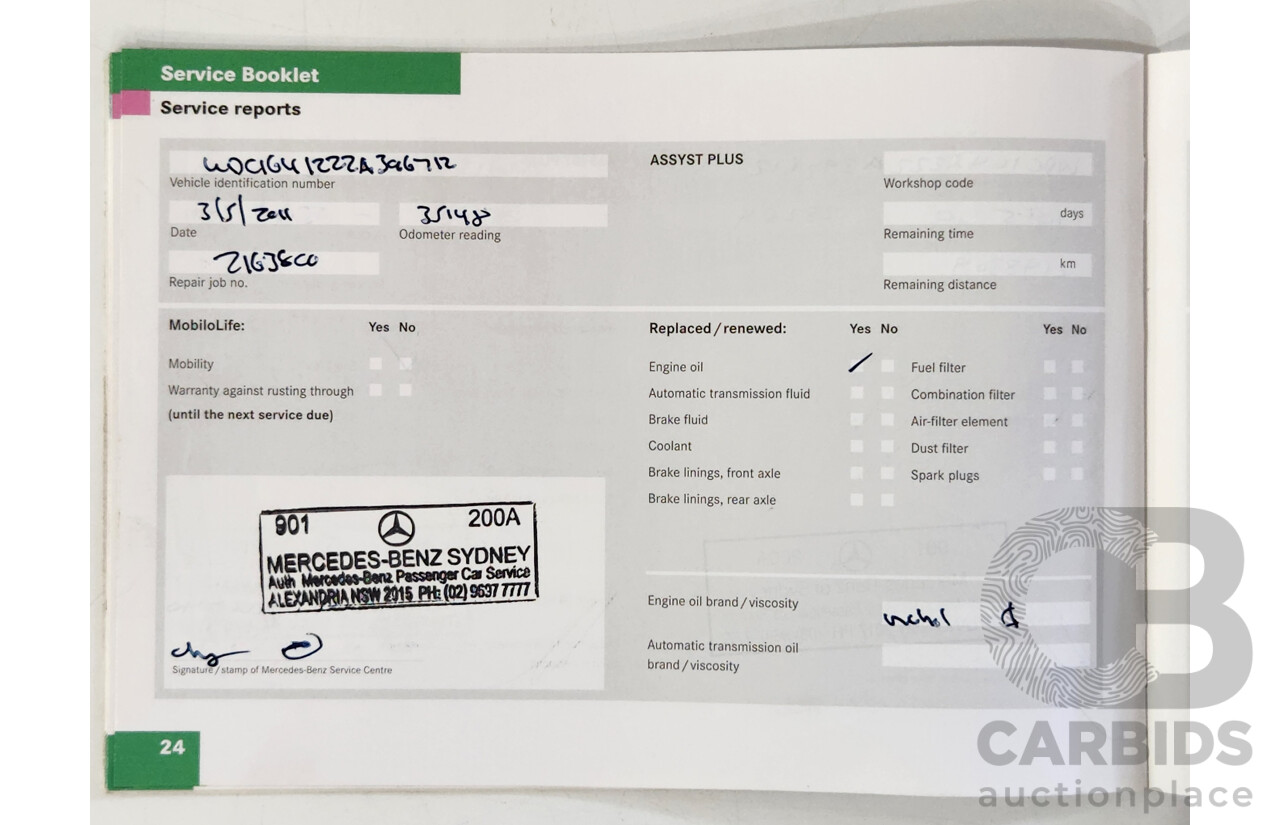 Service Booklet
Service reports
WDC1641222A396712
Vehicle identification number
3/5/2011 35148
Date Odometer reading
Repair job no.
ASSYST PLUS
Workshop code
days
Remaining time
km
Remaining distance
MobiloLife: Yes No
Mobility
Warranty against rusting through
(until the next service due)
Replaced / renewed: Yes No Yes No
Engine oil Fuel filter
Automatic transmission fluid Combination filter
Brake fluid Air-filter element
Coolant Dust filter
Brake linings, front axle Spark plugs
Brake linings, rear axle
901 200A
MERCEDES-BENZ SYDNEY
Auth Mercedes-Benz Passenger Car Service
ALEXANDRIA NSW 2015 PH: (02) 9637 7777
Signature / stamp of Mercedes-Benz Service Centre
Engine oil brand / viscosity
Automatic transmission oil
brand / viscosity
24
CB
CARBIDS
auctionplace